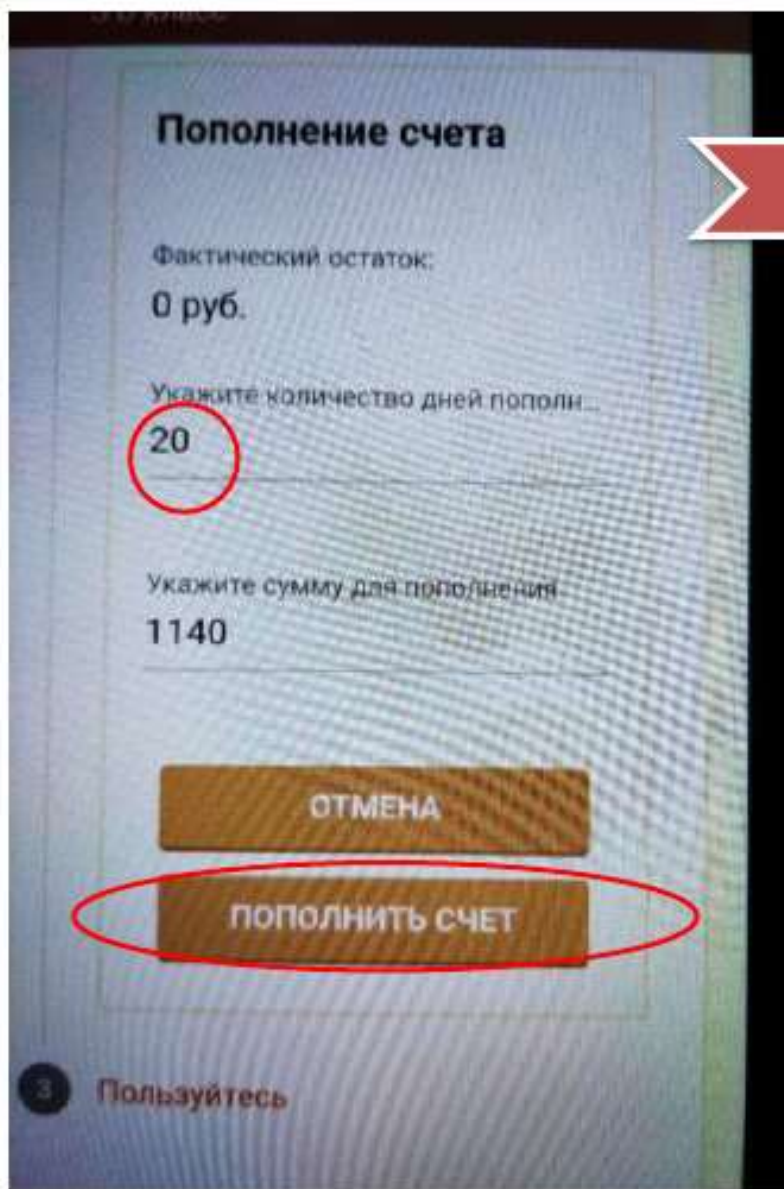 класс
Пополнение счета
Фактический остаток:
0 руб.
Укажите количество дней пополн...
20
Укажите сумму для пополнения
1140
ОТМЕНА
ПОПОЛНИТЬ СЧЕТ
3 Пользуйтесь